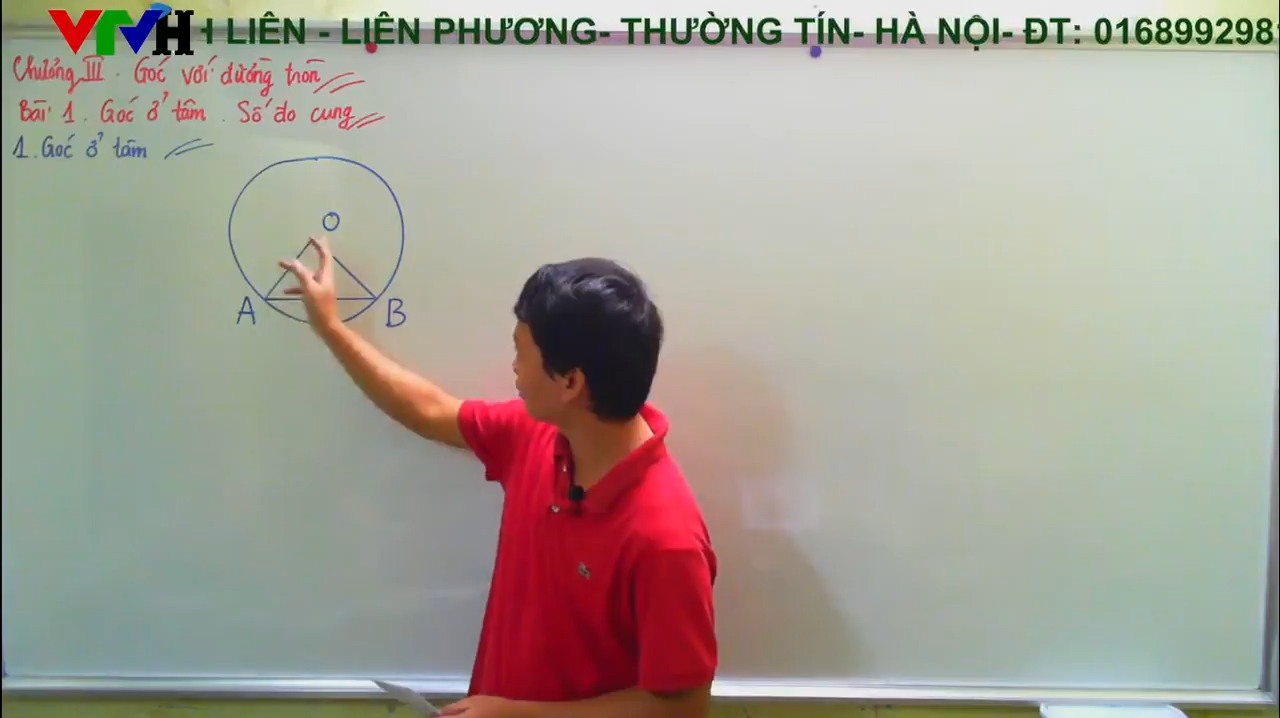 VTVH H LIÊN - LIÊN PHƯƠNG- THƯỜNG TÍN- HÀ NỘI- ĐT: 016899298
Chương III. Góc với đường tròn
Bài 1. Góc ở tâm. Số đo cung
1. Góc ở tâm
O
A B